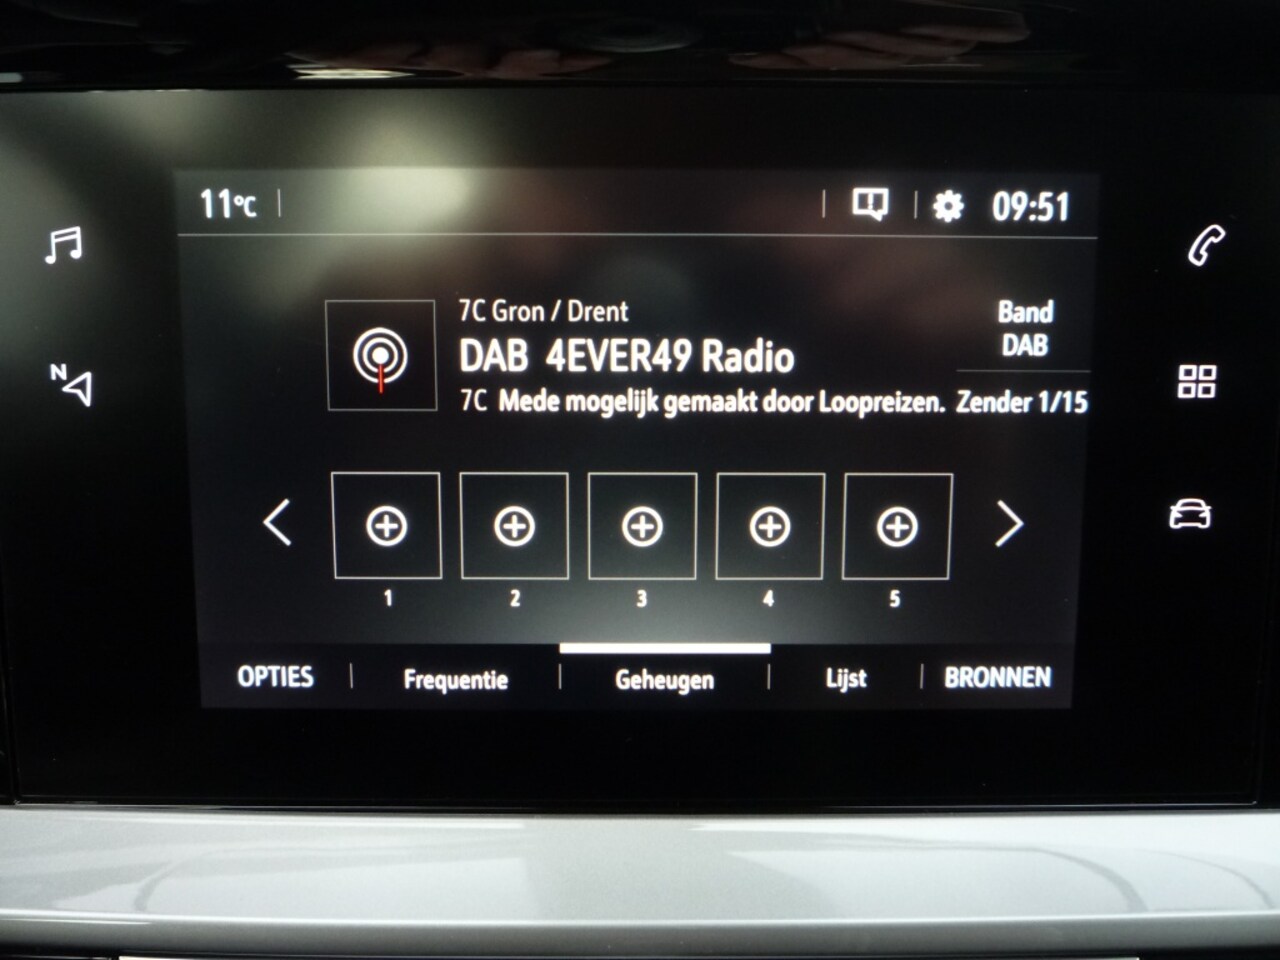 11°C
09:51
7C Gron / Drent
Band
DAB 4EVER49 Radio
DAB
7C Mede mogelijk gemaakt door Loopreizen. Zender 1/15
N
1 2 3 4 5
OPTIES Frequentie Geheugen Lijst BRONNEN